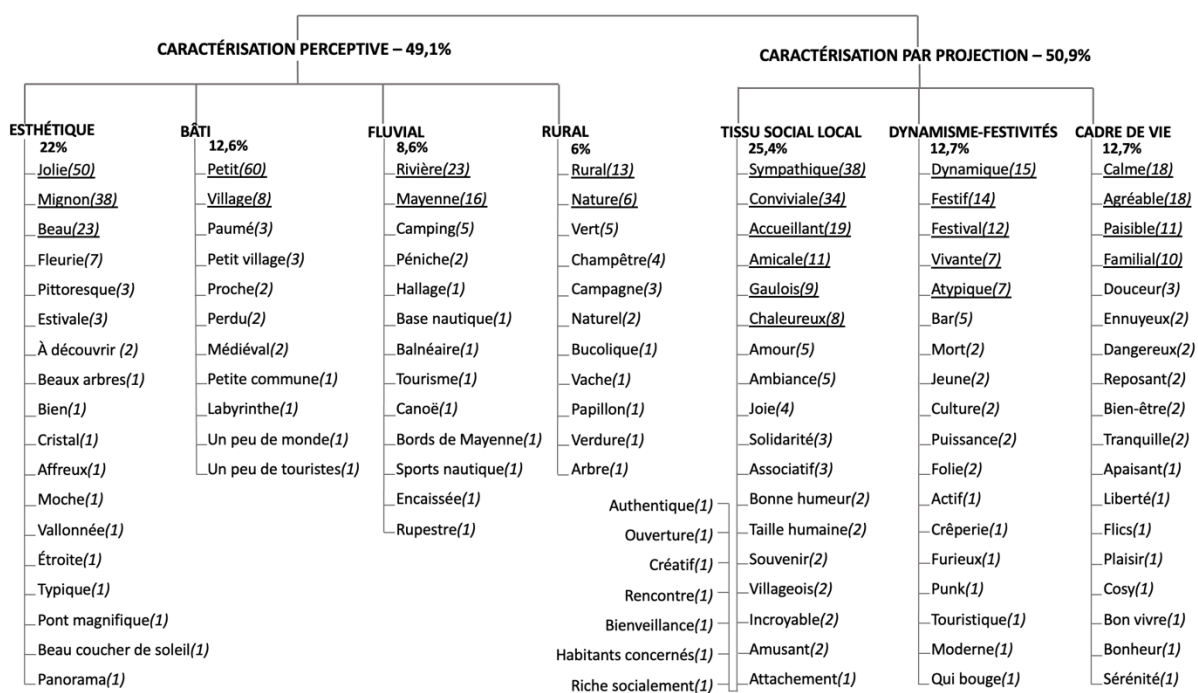 CARACTÉRISATION PERCEPTIVE – 49,1%
CARACTÉRISATION PAR PROJECTION – 50,9%
ESTHÉTIQUE
22%
Jolie(50)
Mignon(38)
Beau(23)
Fleurie(7)
Pittoresque(3)
Estivale(3)
À découvrir (2)
Beaux arbres(1)
Bien(1)
Cristal(1)
Affreux(1)
Moche(1)
Vallonnée(1)
Étroite(1)
Typique(1)
Pont magnifique(1)
Beau coucher de soleil(1)
Panorama(1)
BÂTI
12,6%
Petit(60)
Village(8)
Paumé(3)
Petit village(3)
Proche(2)
Perdu(2)
Médiéval(2)
Petite commune(1)
Labyrinthe(1)
Un peu de monde(1)
Un peu de touristes(1)
FLUVIAL
8,6%
Rivière(23)
Mayenne(16)
Camping(5)
Péniche(2)
Hallage(1)
Base nautique(1)
Balnéaire(1)
Tourisme(1)
Canoë(1)
Bords de Mayenne(1)
Sports nautique(1)
Encaissée(1)
Rupestre(1)
RURAL
6%
Rural(13)
Nature(6)
Vert(5)
Champêtre(4)
Campagne(3)
Naturel(2)
Bucolique(1)
Vache(1)
Papillon(1)
Verdure(1)
Arbre(1)
TISSU SOCIAL LOCAL
25,4%
Sympathique(38)
Conviviale(34)
Accueillant(19)
Amicale(11)
Gaulois(9)
Chaleureux(8)
Amour(5)
Ambiance(5)
Joie(4)
Solidarité(3)
Associatif(3)
Bonne humeur(2)
Taille humaine(2)
Souvenir(2)
Villageois(2)
Incroyable(2)
Amusant(2)
Attachement(1)
Authentique(1)
Ouverture(1)
Créatif(1)
Rencontre(1)
Bienveillance(1)
Habitants concernés(1)
Riche socialement(1)
DYNAMISME-FESTIVITÉS
12,7%
Dynamique(15)
Festif(14)
Festival(12)
Vivante(7)
Atypique(7)
Bar(5)
Mort(2)
Jeune(2)
Culture(2)
Puissance(2)
Folie(2)
Actif(1)
Crêperie(1)
Furieux(1)
Punk(1)
Touristique(1)
Moderne(1)
Qui bouge(1)
CADRE DE VIE
12,7%
Calme(18)
Agréable(18)
Paisible(11)
Familial(10)
Douceur(3)
Ennuyeux(2)
Dangereux(2)
Reposant(2)
Bien-être(2)
Tranquille(2)
Apaisant(1)
Liberté(1)
Flics(1)
Plaisir(1)
Cosy(1)
Bon vivre(1)
Bonheur(1)
Sérénité(1)